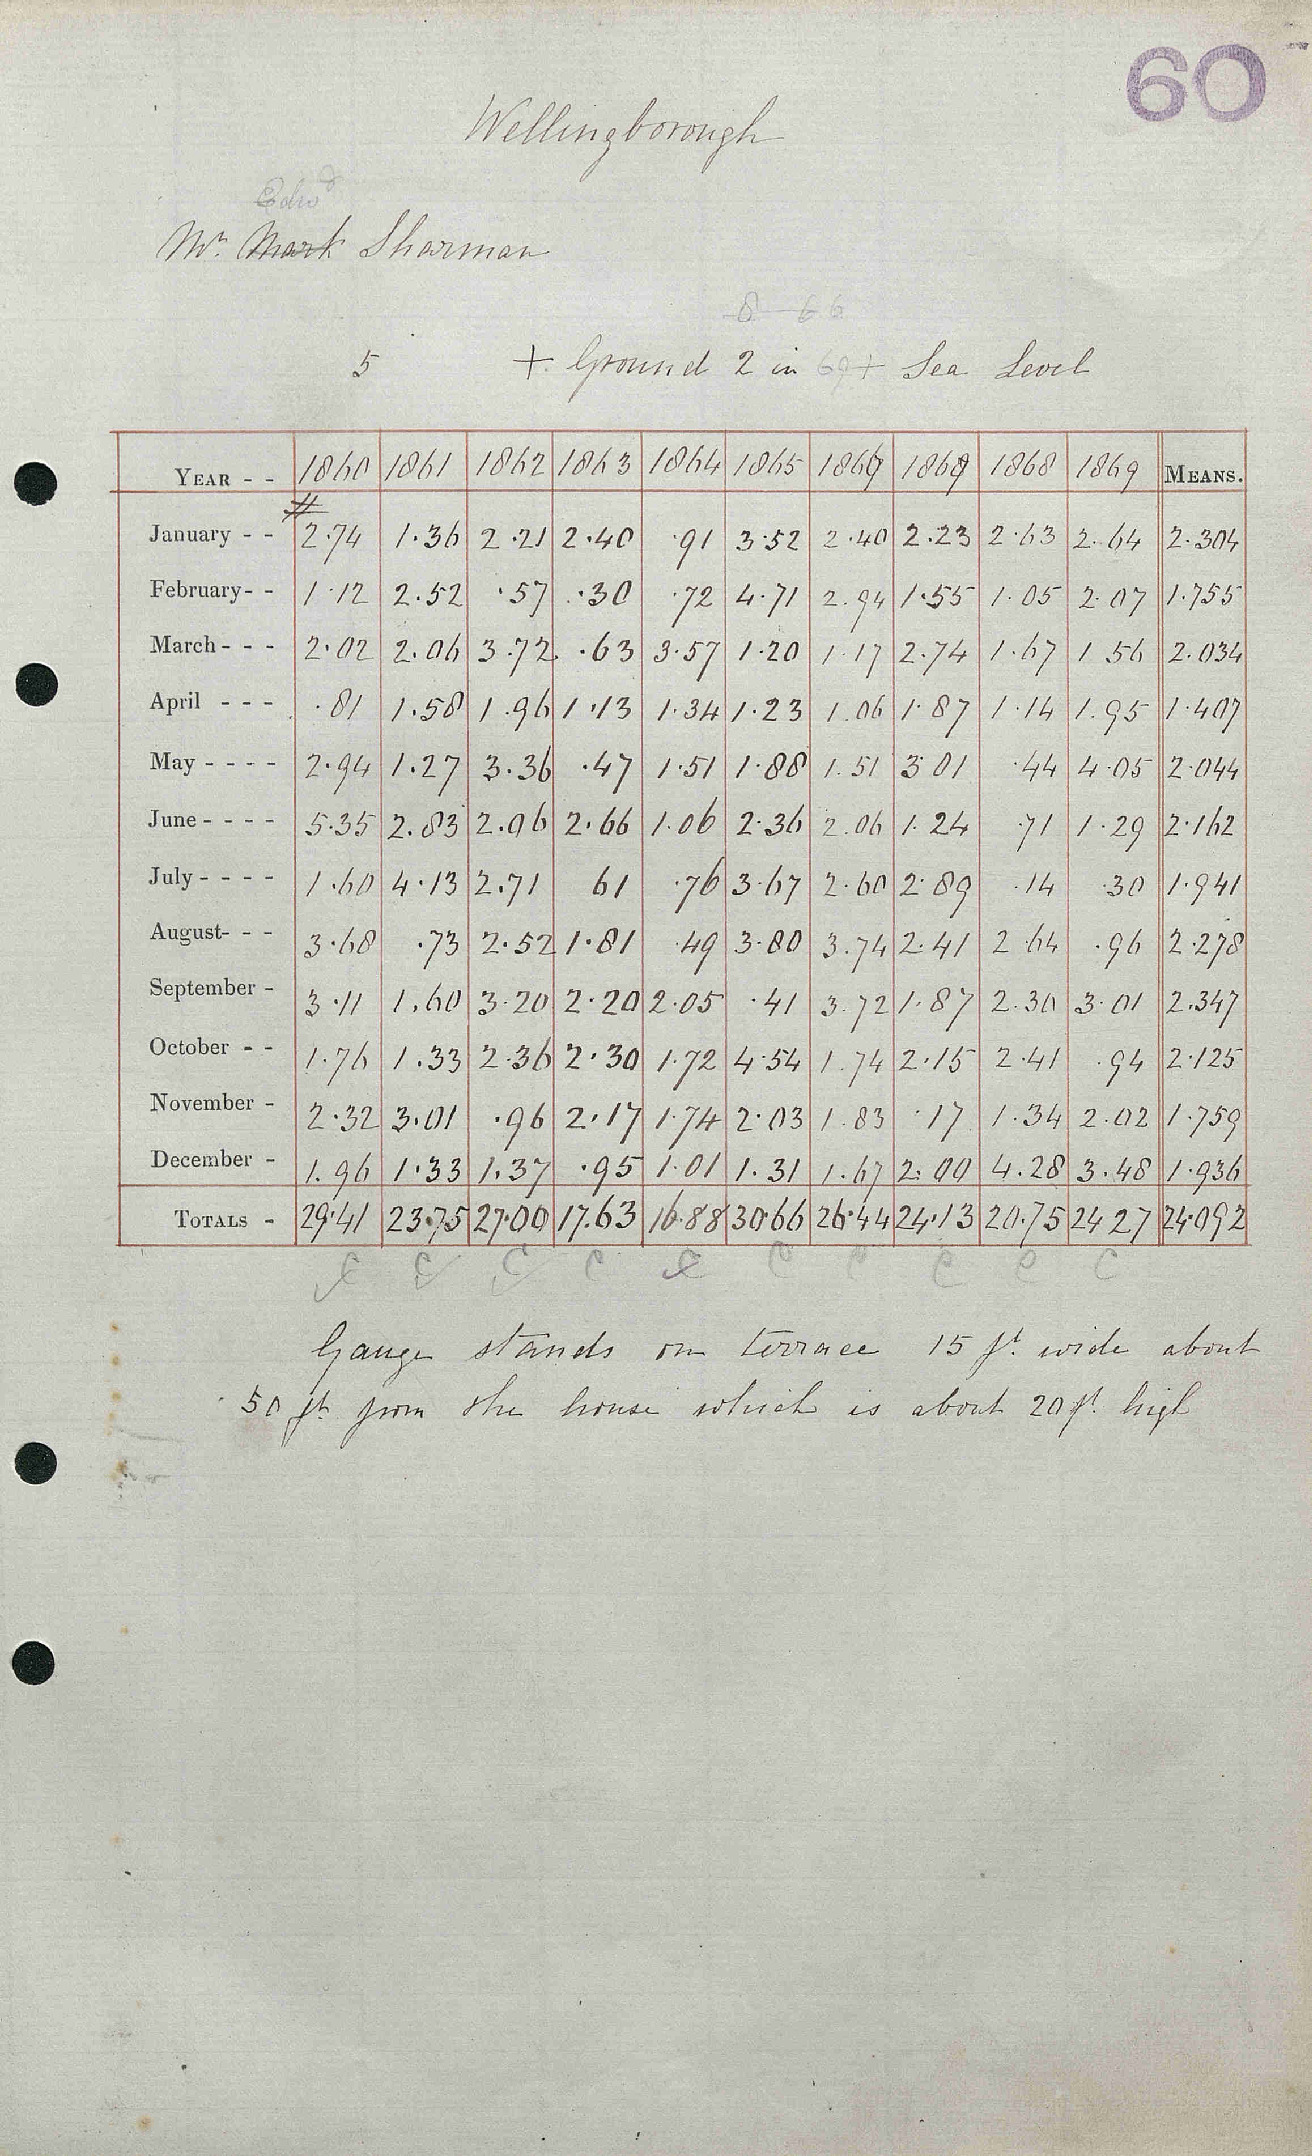 60
Wellingborough
Edwd
Mr. Mark Sharman
8 66
5 + Ground 2 in 69 + Sea Level
YEAR - - 1860 1861 1862 1863 1864 1865 1866 1867 1868 1869 MEANS.
January - - 2.74 1.36 2.21 2.40 .91 3.52 2.40 2.23 2.63 2.64 2.304
February - - 1.12 2.52 .57 .30 .72 4.71 2.94 1.55 1.05 2.07 1.755
March - - - 2.02 2.06 3.72 .63 3.57 1.20 1.17 2.74 1.67 1 56 2.034
April - - - .81 1.58 1.96 1.13 1.34 1.23 1.06 1.87 1.14 1.95 1.407
May - - - - 2.94 1.27 3.36 .47 1.51 1.88 1.51 3 01 .44 4.05 2.044
June - - - - 5.35 2.83 2.06 2.66 1.06 2.36 2.06 1.24 .71 1.29 2.162
July - - - - 1.60 4.13 2.71 61 .76 3.67 2.60 2.89 .14 .30 1.941
August- - - 3.68 .73 2.52 1.81 .49 3.80 3.74 2.41 2 64 .96 2.278
September - 3.11 1.60 3.20 2.20 2.05 .41 3.72 1.87 2.30 3.01 2.347
October - - 1.76 1.33 2.36 2.30 1.72 4.54 1.74 2.15 2.41 .94 2.125
November - 2.32 3.01 .96 2.17 1.74 2.03 1.83 .17 1.34 2.02 1.759
December - 1.96 1.33 1.37 .95 1.01 1.31 1.67 2.00 4.28 3.48 1.936
TOTALS - 29.41 23.75 27.00 17.63 16.88 30.66 26.44 24.13 20.75 24 27 24.092
C C C C C C C C C C
Gauge stands on terrace 15 ft. wide about
50 ft from the house which is about 20 ft. high